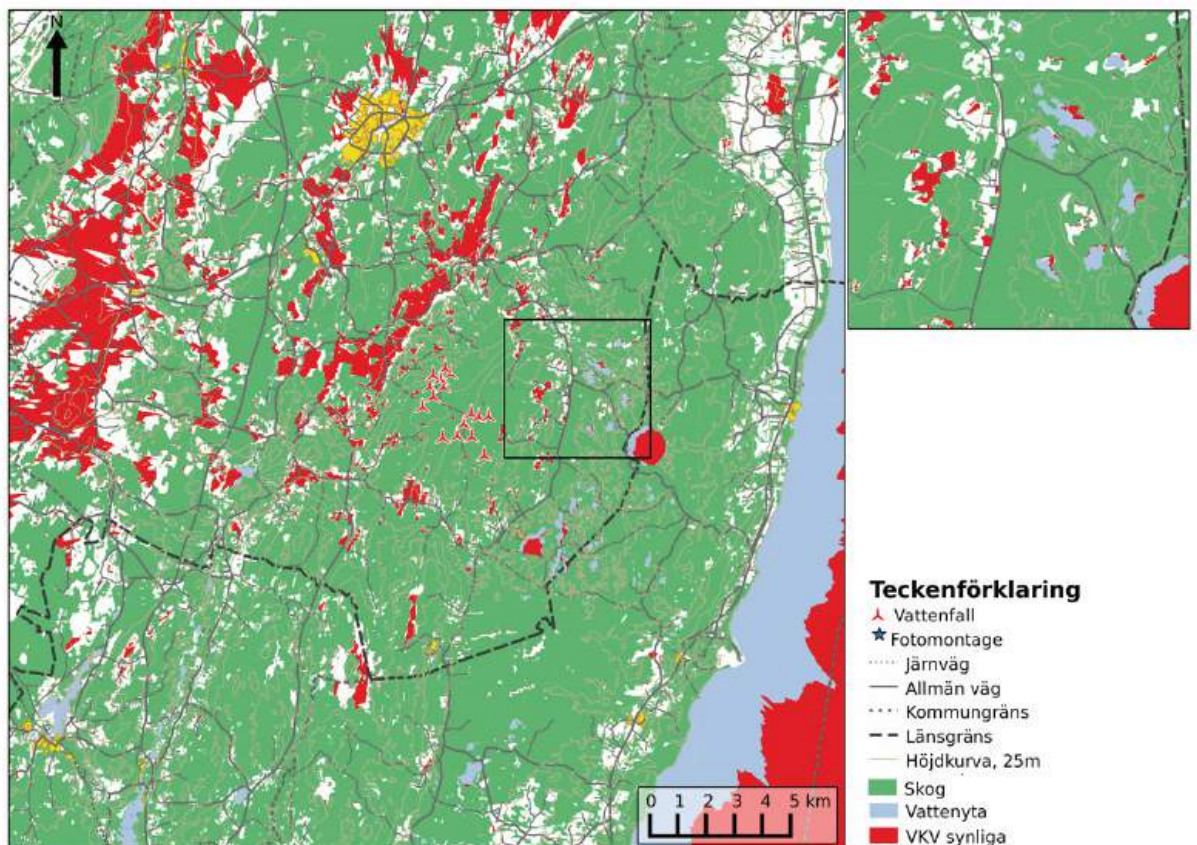 N
0 1 2 3 4 5 km
Teckenförklaring
Vattenfall
Fotomontage
Järnväg
Allmän väg
Kommungräns
Länsgräns
Höjdkurva, 25m
Skog
Vattenyta
VKV synliga